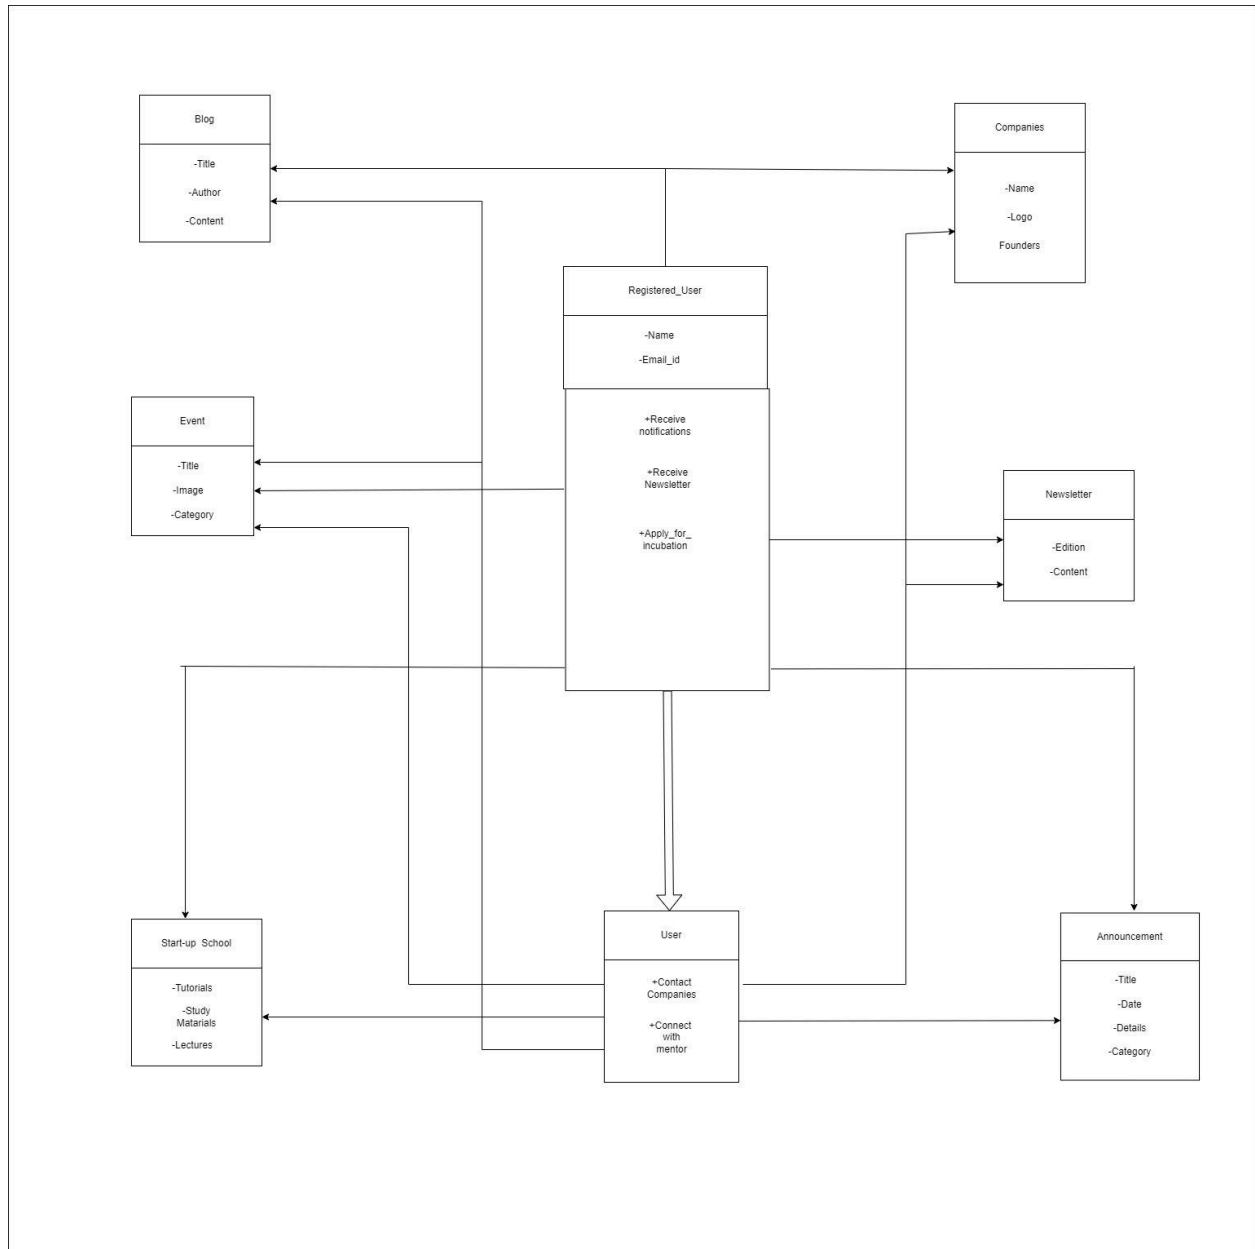 Blog
-Title
-Author
-Content
Companies
-Name
-Logo
Founders
Registered_User
-Name
-Email_id
+Receive
notifications
+Receive
Newsletter
+Apply_for_
incubation
Event
-Title
-Image
-Category
Newsletter
-Edition
-Content
Start-up School
-Tutorials
-Study
Matarials
-Lectures
User
+Contact
Companies
+Connect
with
mentor
Announcement
-Title
-Date
-Details
-Category